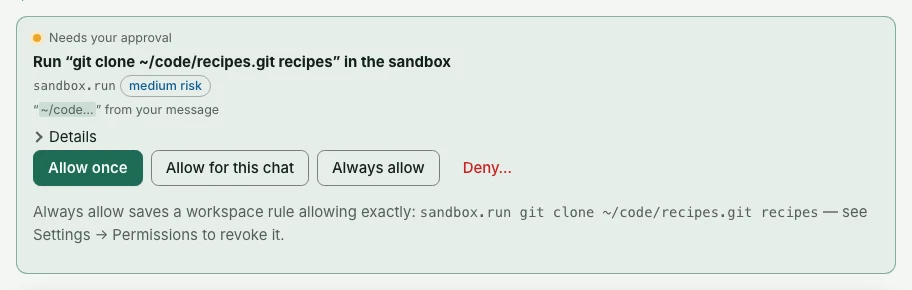 Needs your approval
Run “git clone ~/code/recipes.git recipes” in the sandbox
sandbox.run medium risk
“~/code…” from your message
Details
Allow once Allow for this chat Always allow Deny…
Always allow saves a workspace rule allowing exactly: sandbox.run git clone ~/code/recipes.git recipes — see
Settings → Permissions to revoke it.